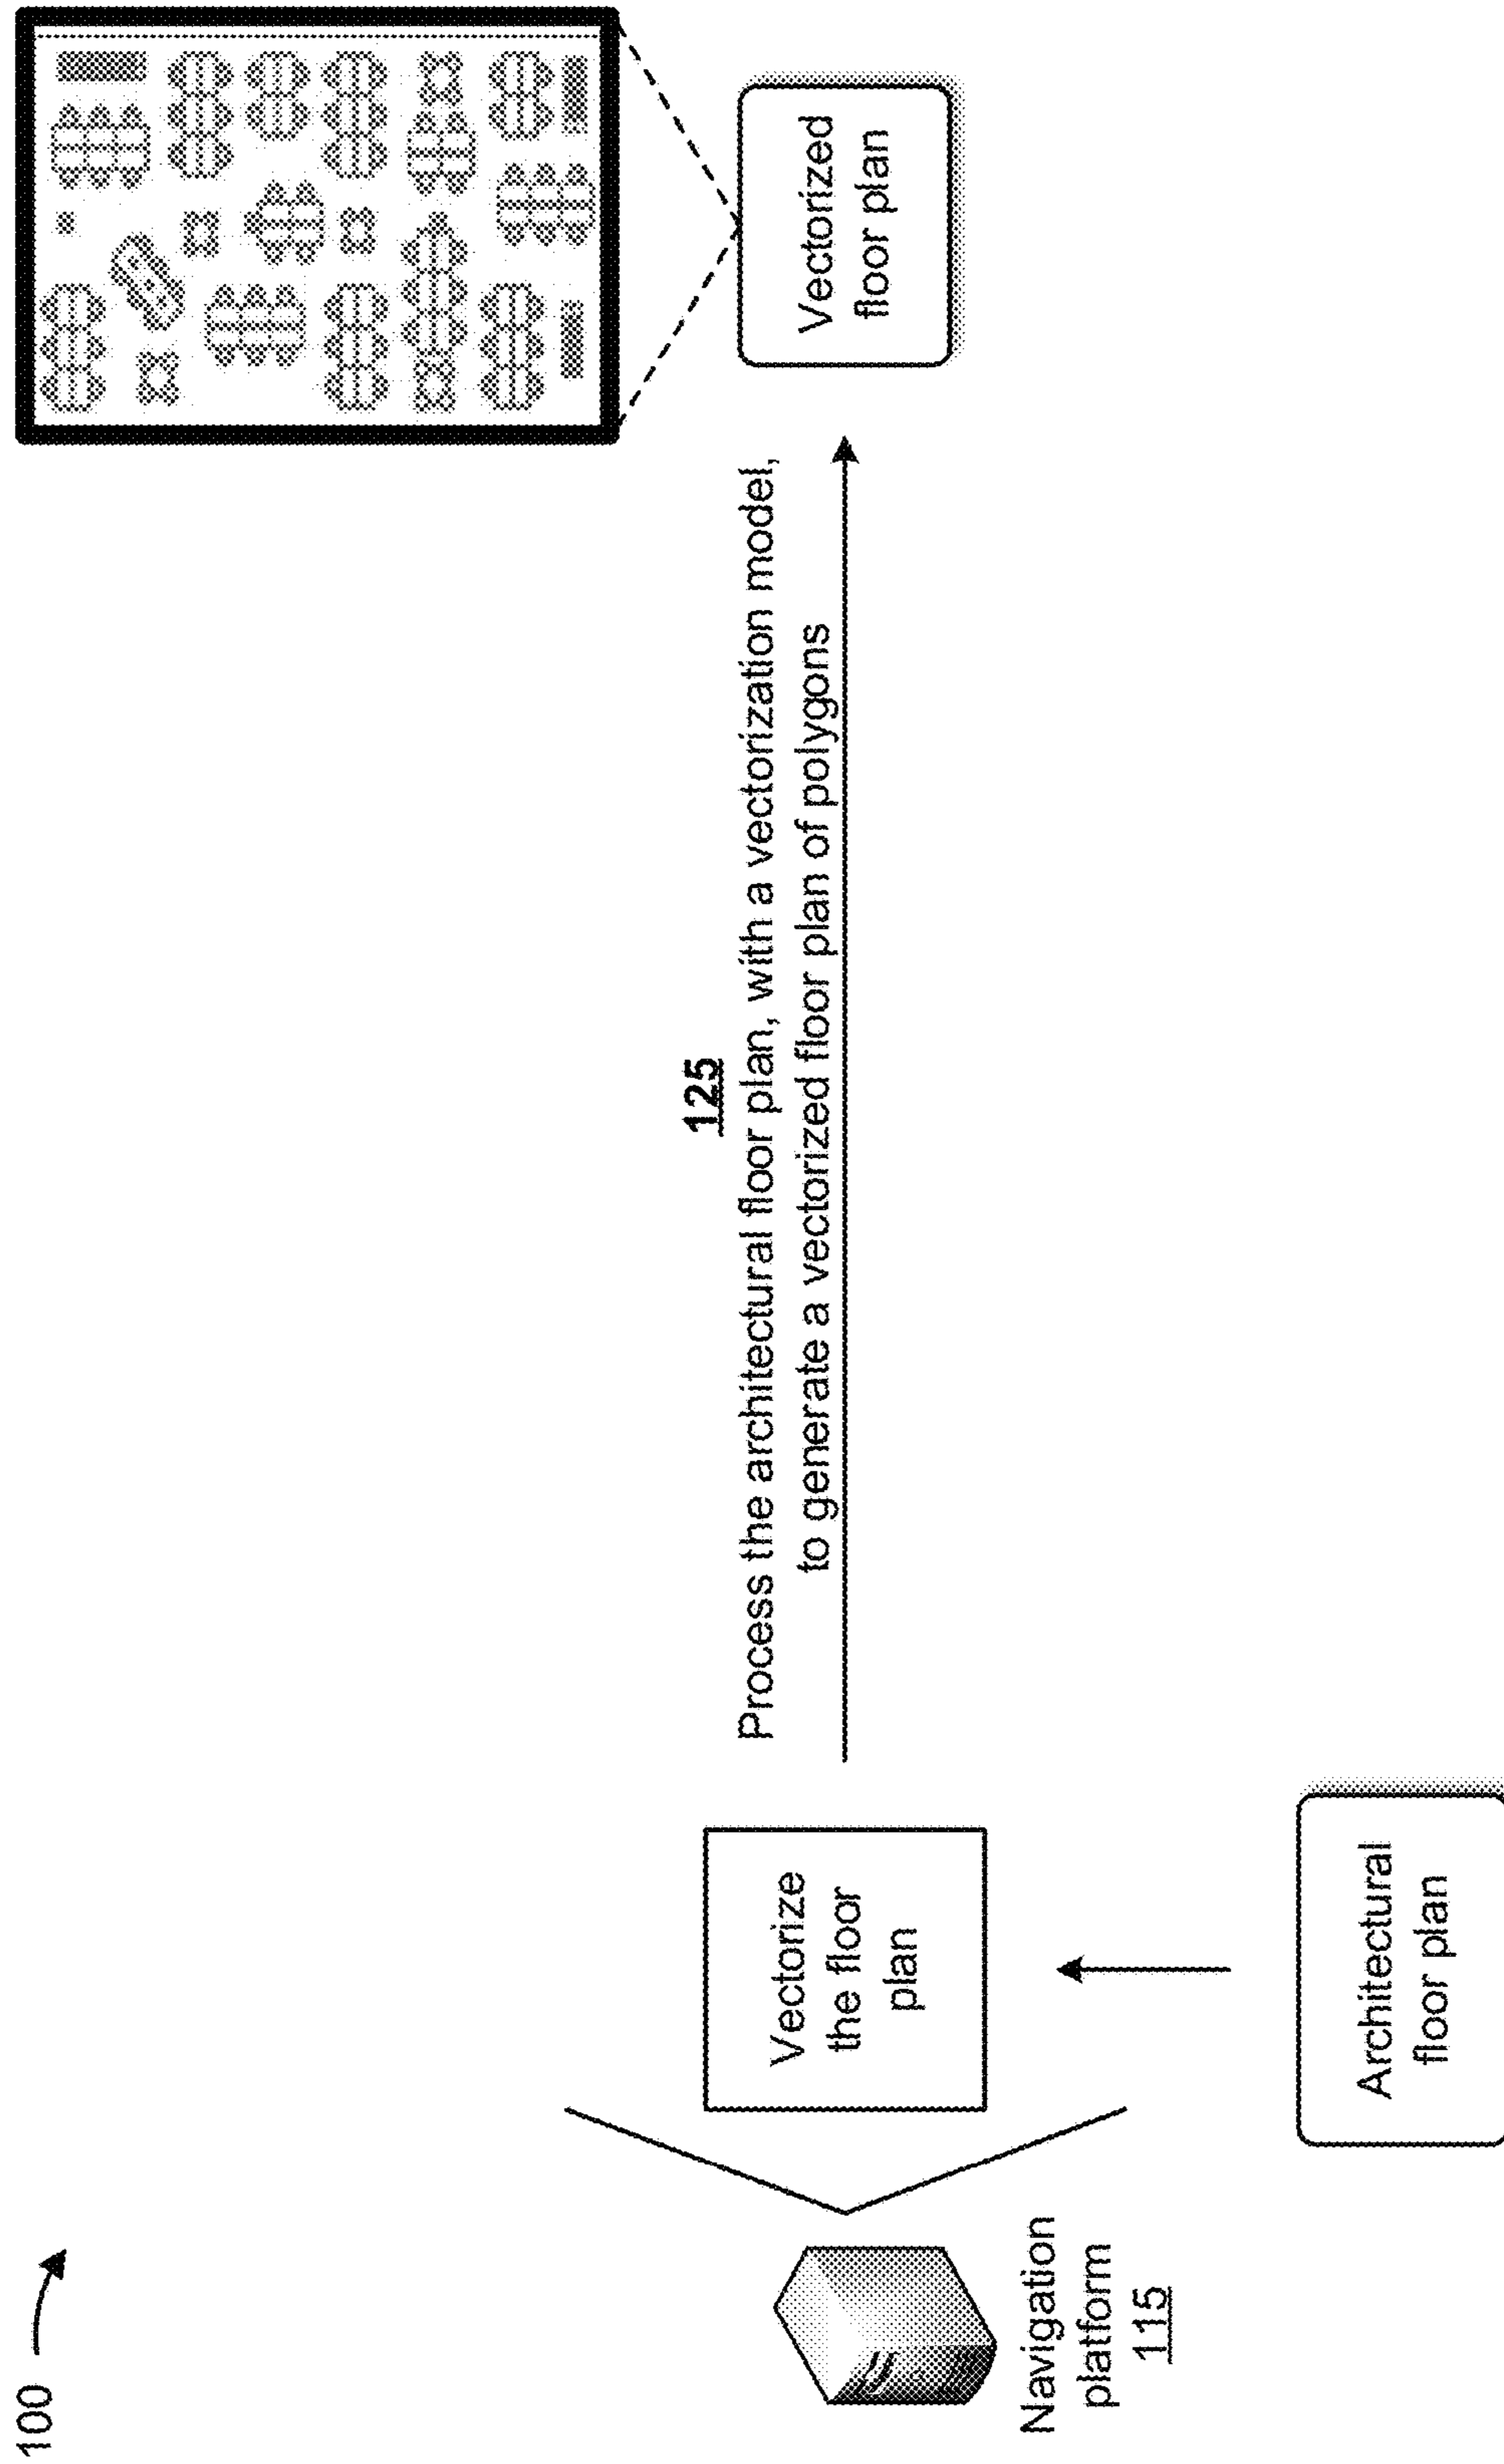 100
Navigation
platform
115
Vectorize
the floor
plan
Architectural
floor plan
125
Process the architectural floor plan, with a vectorization model,
to generate a vectorized floor plan of polygons
Vectorized
floor plan